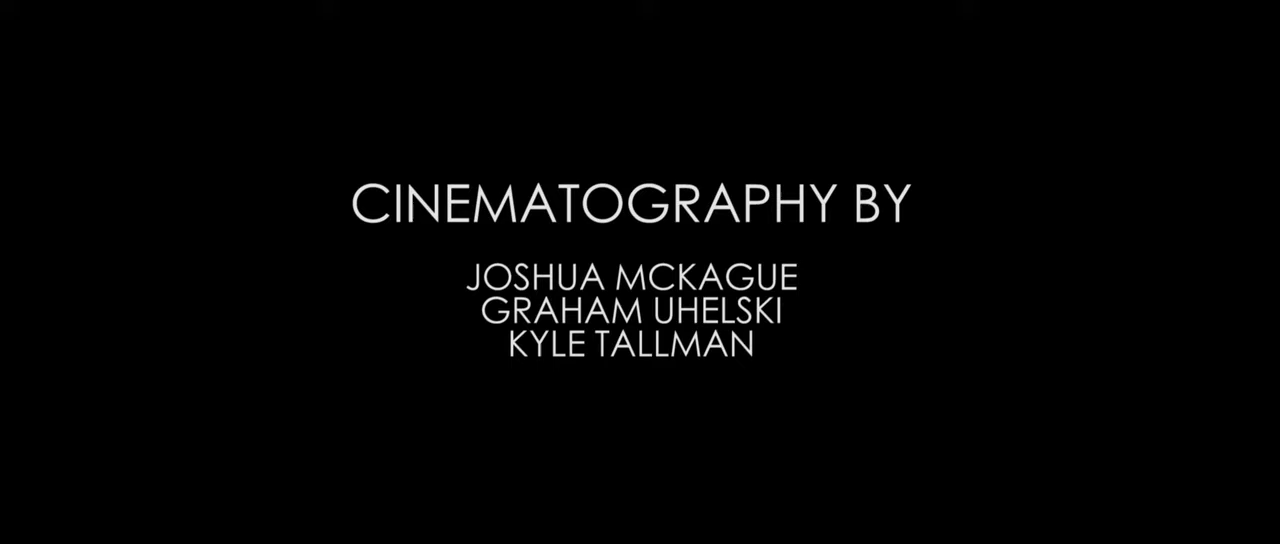 CINEMATOGRAPHY BY
JOSHUA MCKAGUE
GRAHAM UHELSKI
KYLE TALLMAN